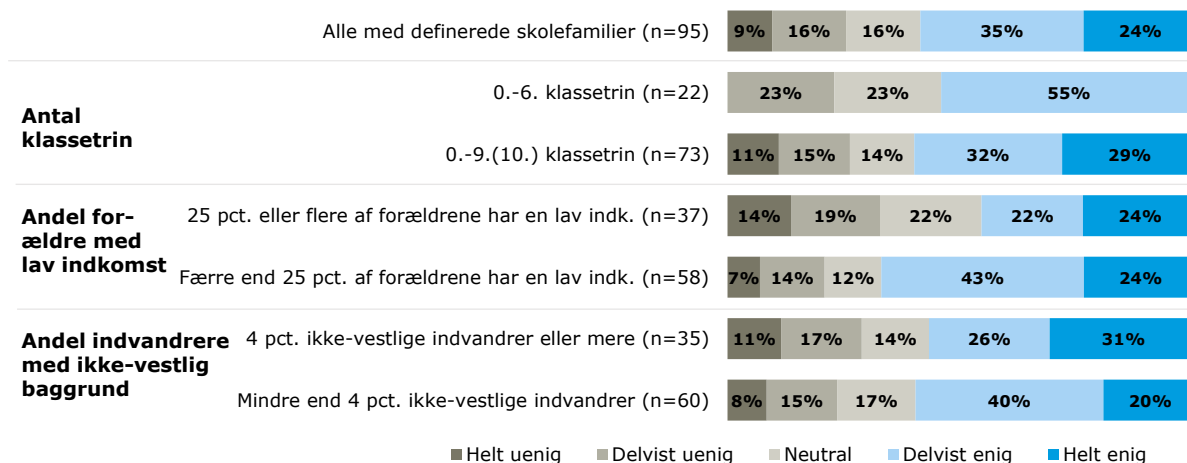 Alle med definerede skolefamilier (n=95) 9% 16% 16% 35% 24%
Antal
klassetrin
0.-6. klassetrin (n=22) 23% 23% 55%
0.-9.(10.) klassetrin (n=73) 11% 15% 14% 32% 29%
Andel for-
ældre med
lav indkomst
25 pct. eller flere af forældrene har en lav indk. (n=37) 14% 19% 22% 22% 24%
Færre end 25 pct. af forældrene har en lav indk. (n=58) 7% 14% 12% 43% 24%
Andel indvandrere
med ikke-vestlig
baggrund
4 pct. ikke-vestlige indvandrer eller mere (n=35) 11% 17% 14% 26% 31%
Mindre end 4 pct. ikke-vestlige indvandrer (n=60) 8% 15% 17% 40% 20%
Helt uenig Delvist uenig Neutral Delvist enig Helt enig